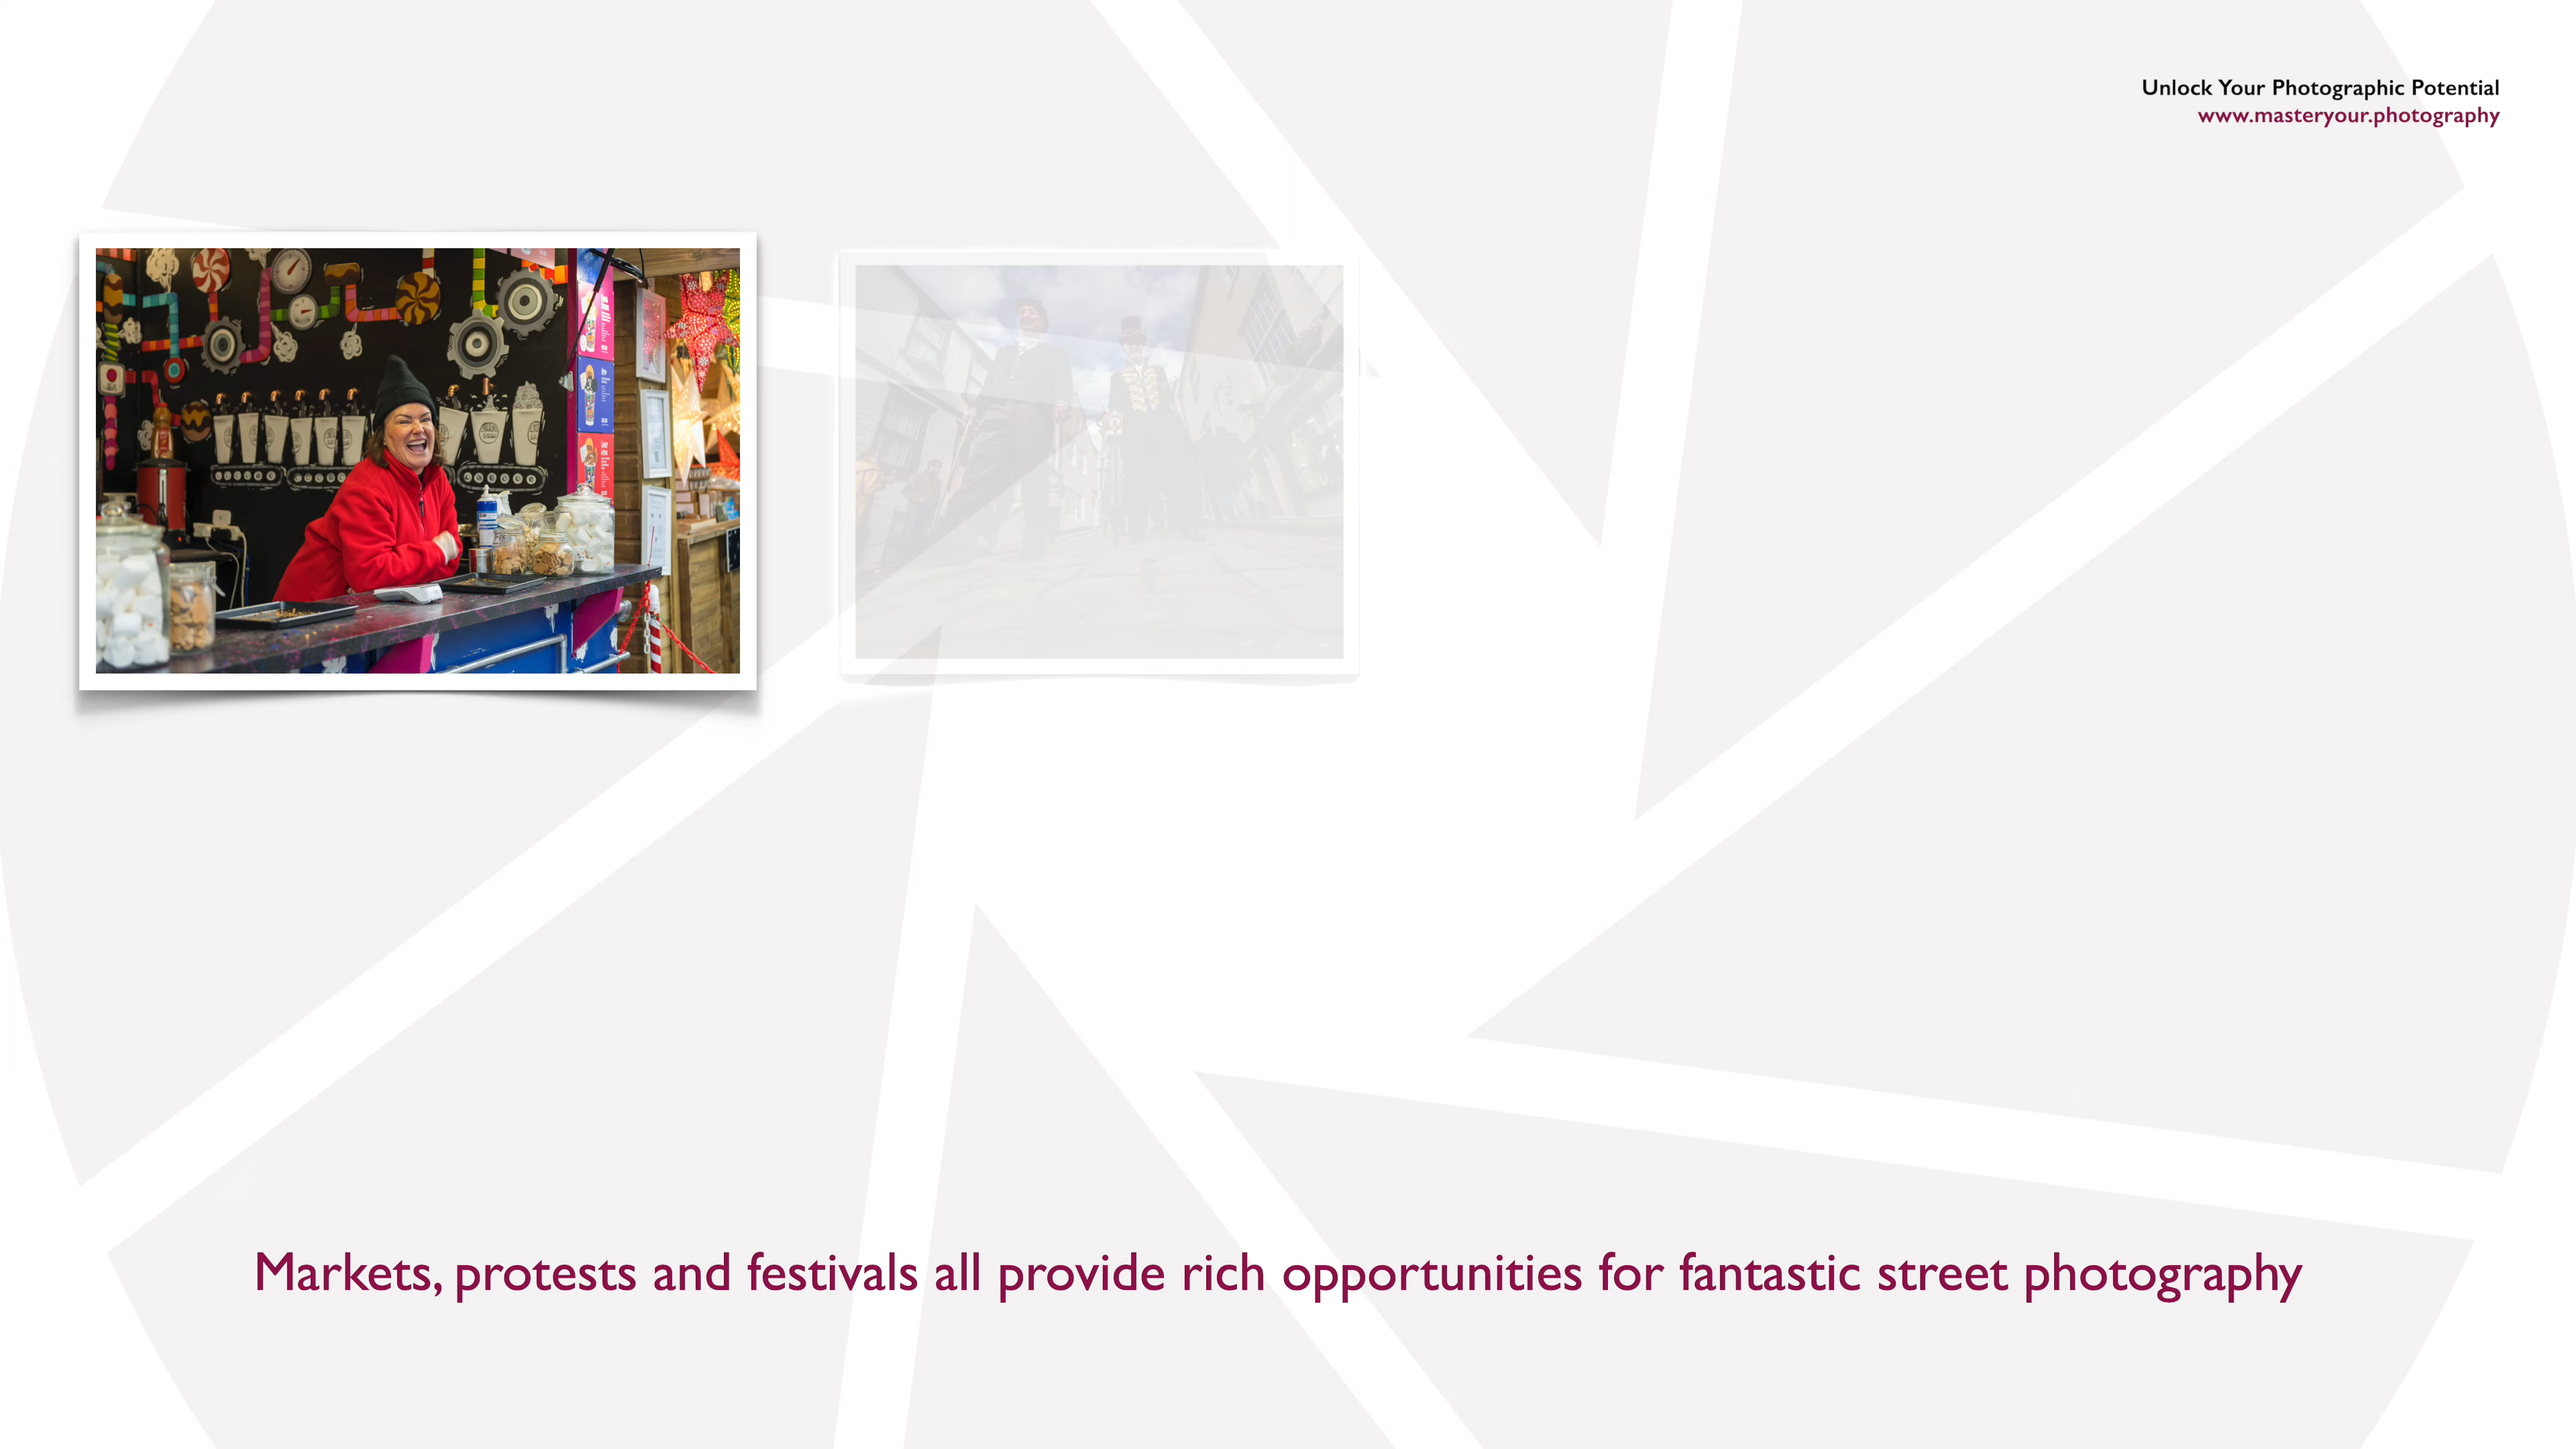 Unlock Your Photographic Potential
www.masteryour.photography
Markets, protests and festivals all provide rich opportunities for fantastic street photography